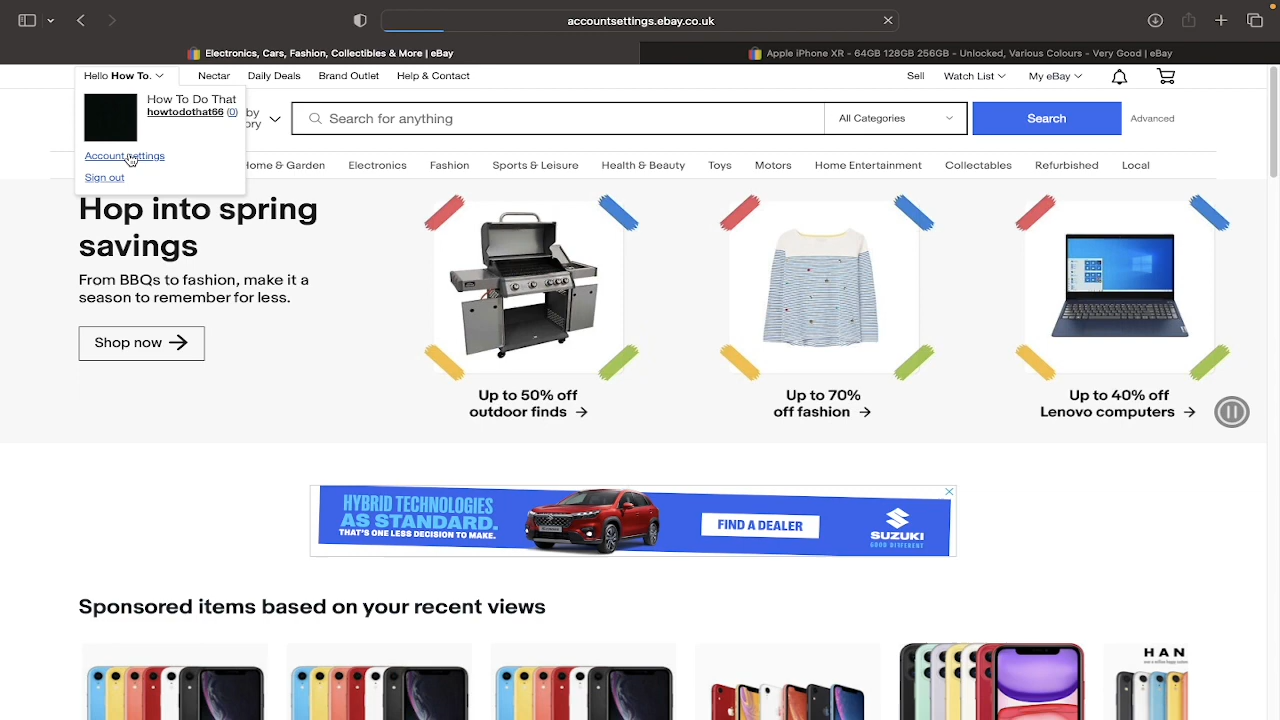 accountsettings.ebay.co.uk
Electronics, Cars, Fashion, Collectibles & More | eBay
Apple iPhone XR - 64GB 128GB 256GB - Unlocked, Various Colours - Very Good | eBay
Hello How To.
Nectar
Daily Deals
Brand Outlet
Help & Contact
Sell
Watch List
My eBay
How To Do That
howtodothat66 (0)
Account settings
Sign out
by
ory
Search for anything
All Categories
Search
Advanced
Home & Garden
Electronics
Fashion
Sports & Leisure
Health & Beauty
Toys
Motors
Home Entertainment
Collectables
Refurbished
Local
Hop into spring
savings
From BBQs to fashion, make it a
season to remember for less.
Shop now
Up to 50% off
outdoor finds
Up to 70%
off fashion
Up to 40% off
Lenovo computers
HYBRID TECHNOLOGIES
AS STANDARD.
THAT'S ONE LESS DECISION TO MAKE.
FIND A DEALER
SUZUKI
GOOD DIFFERENT
Sponsored items based on your recent views
HAN